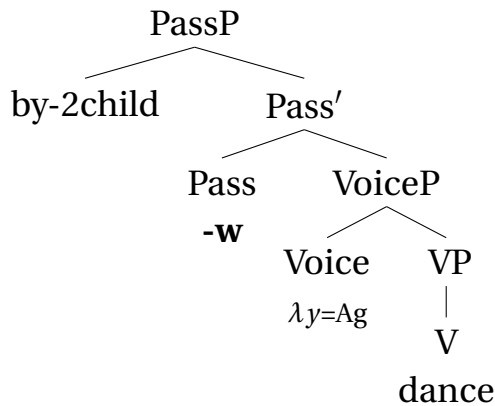 PassP
by-2child Pass′
Pass VoiceP
-w
Voice VP
λy=Ag
V
dance